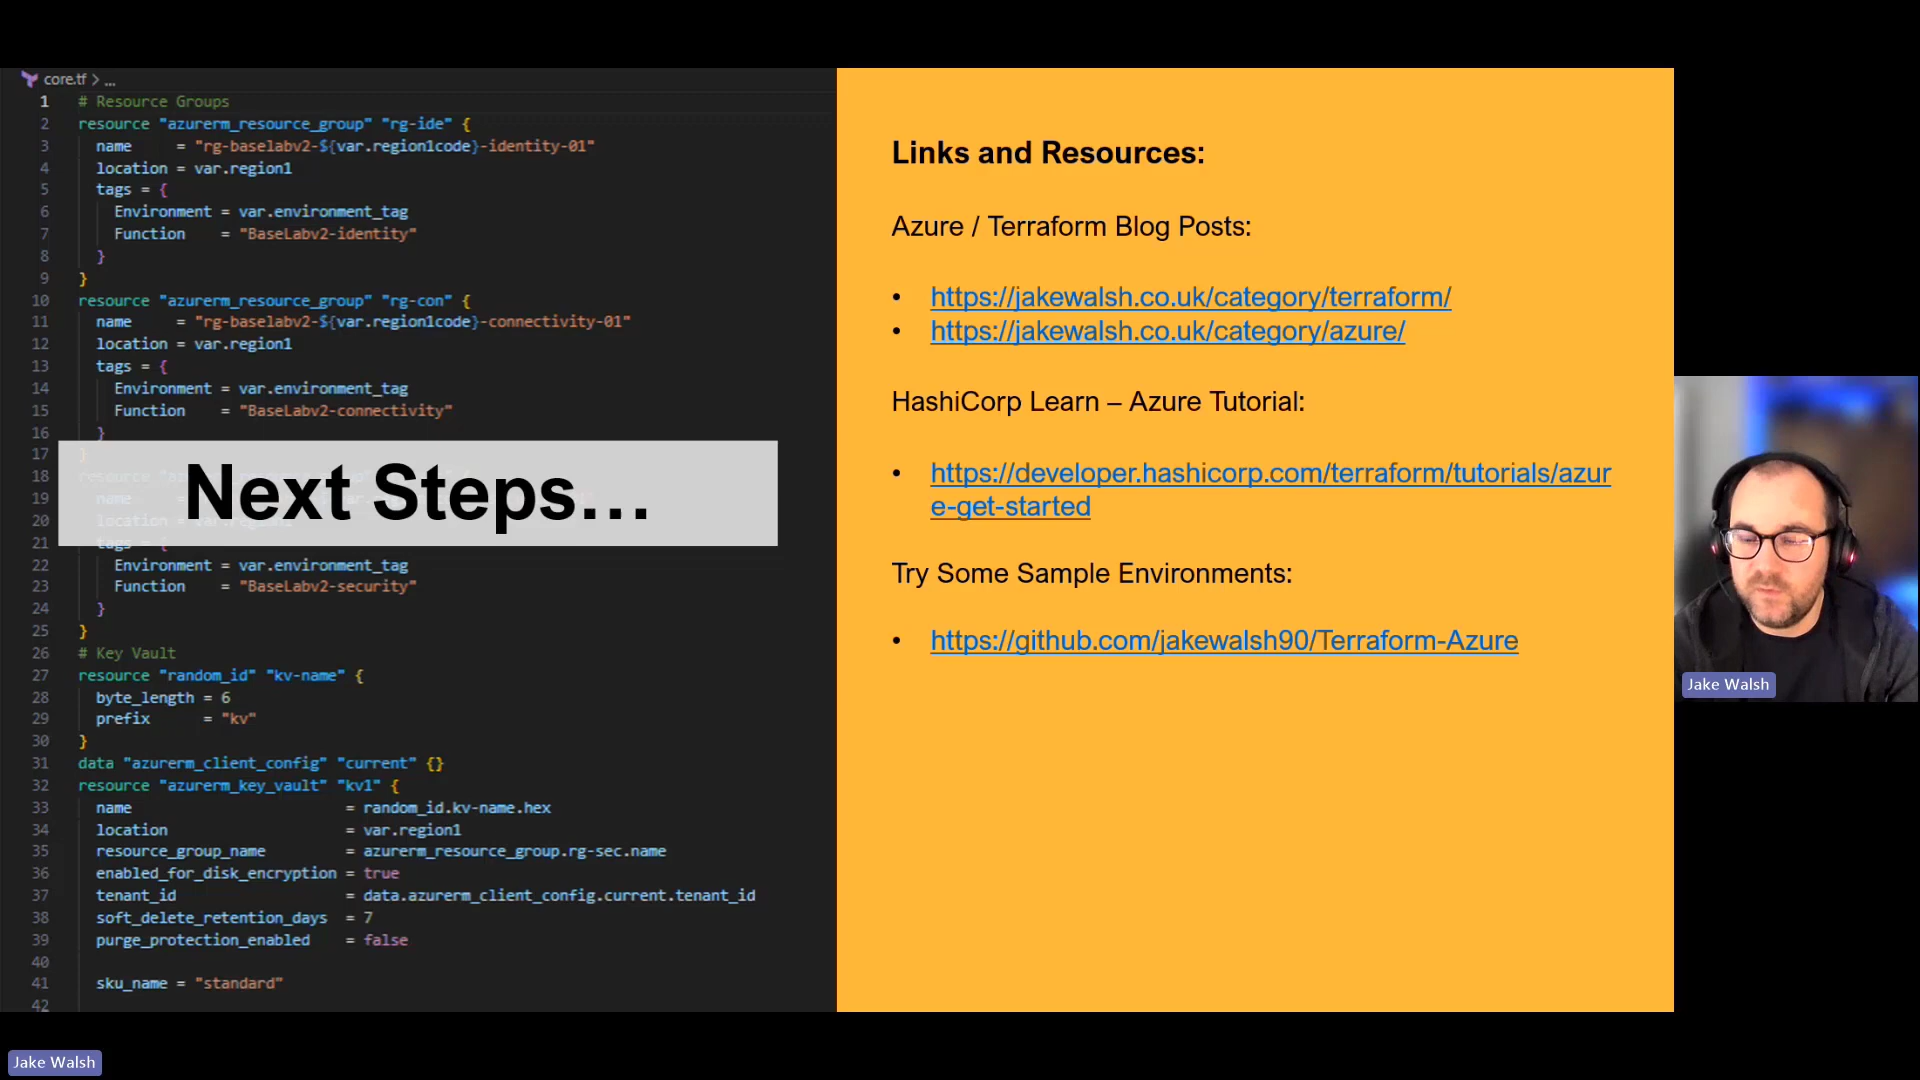 core.tf > ...
1 # Resource Groups
2 resource "azurerm_resource_group" "rg-ide" {
3 name = "rg-baselabv2-${var.region1code}-identity-01"
4 location = var.region1
5 tags = {
6 Environment = var.environment_tag
7 Function = "BaseLabv2-identity"
8 }
9 }
10 resource "azurerm_resource_group" "rg-con" {
11 name = "rg-baselabv2-${var.region1code}-connectivity-01"
12 location = var.region1
13 tags = {
14 Environment = var.environment_tag
15 Function = "BaseLabv2-connectivity"
16 }
17 }
18
19 name
20 location
21 tags = {
22 Environment = var.environment_tag
23 Function = "BaseLabv2-security"
24 }
25 }
26 # Key Vault
27 resource "random_id" "kv-name" {
28 byte_length = 6
29 prefix = "kv"
30 }
31 data "azurerm_client_config" "current" {}
32 resource "azurerm_key_vault" "kv1" {
33 name = random_id.kv-name.hex
34 location = var.region1
35 resource_group_name = azurerm_resource_group.rg-sec.name
36 enabled_for_disk_encryption = true
37 tenant_id = data.azurerm_client_config.current.tenant_id
38 soft_delete_retention_days = 7
39 purge_protection_enabled = false
40
41 sku_name = "standard"
42
Next Steps...
Links and Resources:
Azure / Terraform Blog Posts:
• https://jakewalsh.co.uk/category/terraform/
• https://jakewalsh.co.uk/category/azure/
HashiCorp Learn – Azure Tutorial:
• https://developer.hashicorp.com/terraform/tutorials/azur
e-get-started
Try Some Sample Environments:
• https://github.com/jakewalsh90/Terraform-Azure
Jake Walsh
Jake Walsh